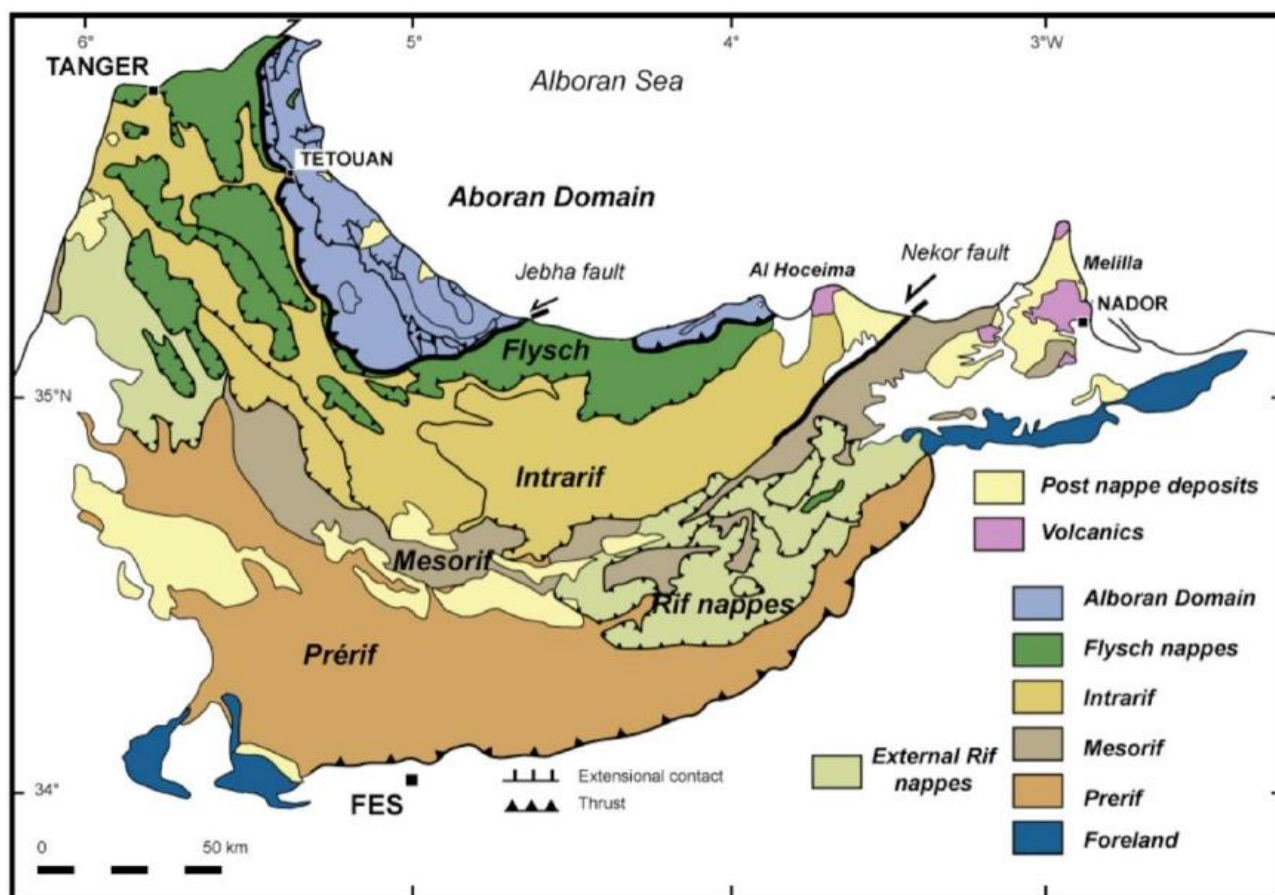 6°
5°
4°
3°W
TANGER
Alboran Sea
TETOUAN
Aboran Domain
Nekor fault
Jebha fault
Al Hoceima
Melilla
NADOR
Flysch
35°N
Intrarif
Post nappe deposits
Volcanics
Mesorif
Rif nappes
Alboran Domain
Prérif
Flysch nappes
Intrarif
Mesorif
External Rif
nappes
Extensional contact
Thrust
Prerif
34°
FES
Foreland
0
50 km